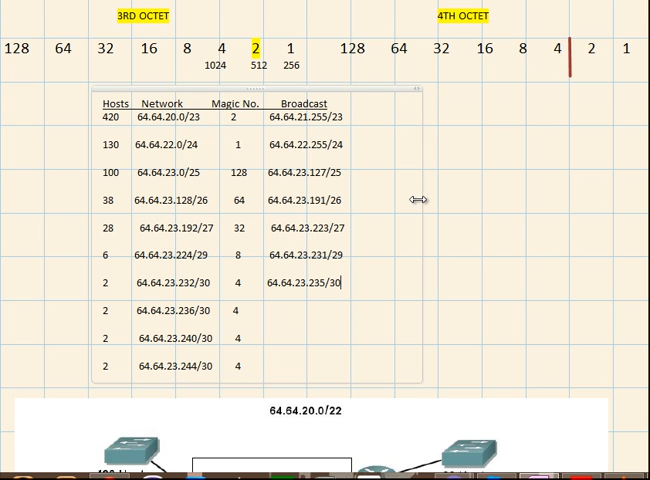 3RD OCTET 4TH OCTET
128 64 32 16 8 4 2 1 128 64 32 16 8 4 2 1
1024 512 256
Hosts Network Magic No. Broadcast
420 64.64.20.0/23 2 64.64.21.255/23
130 64.64.22.0/24 1 64.64.22.255/24
100 64.64.23.0/25 128 64.64.23.127/25
38 64.64.23.128/26 64 64.64.23.191/26
28 64.64.23.192/27 32 64.64.23.223/27
6 64.64.23.224/29 8 64.64.23.231/29
2 64.64.23.232/30 4 64.64.23.235/30
2 64.64.23.236/30 4
2 64.64.23.240/30 4
2 64.64.23.244/30 4
64.64.20.0/22